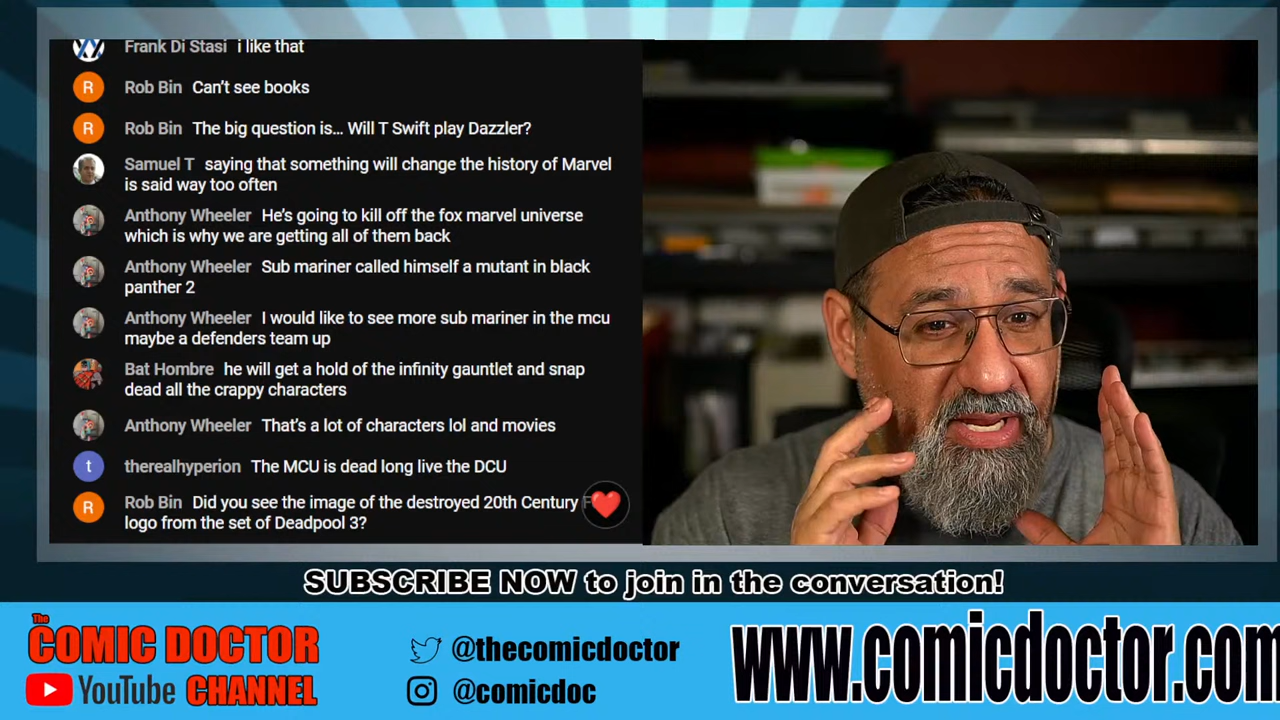 Frank Di Stasi i like that
R Rob Bin Can't see books
R Rob Bin The big question is... Will T Swift play Dazzler?
Samuel T saying that something will change the history of Marvel
is said way too often
Anthony Wheeler He's going to kill off the fox marvel universe
which is why we are getting all of them back
Anthony Wheeler Sub mariner called himself a mutant in black
panther 2
Anthony Wheeler I would like to see more sub mariner in the mcu
maybe a defenders team up
Bat Hombre he will get a hold of the infinity gauntlet and snap
dead all the crappy characters
Anthony Wheeler That's a lot of characters lol and movies
t therealhyperion The MCU is dead long live the DCU
R Rob Bin Did you see the image of the destroyed 20th Century
logo from the set of Deadpool 3?
SUBSCRIBE NOW to join in the conversation!
The
COMIC DOCTOR
YouTube CHANNEL
@thecomicdoctor
@comicdoc
www.comicdoctor.com